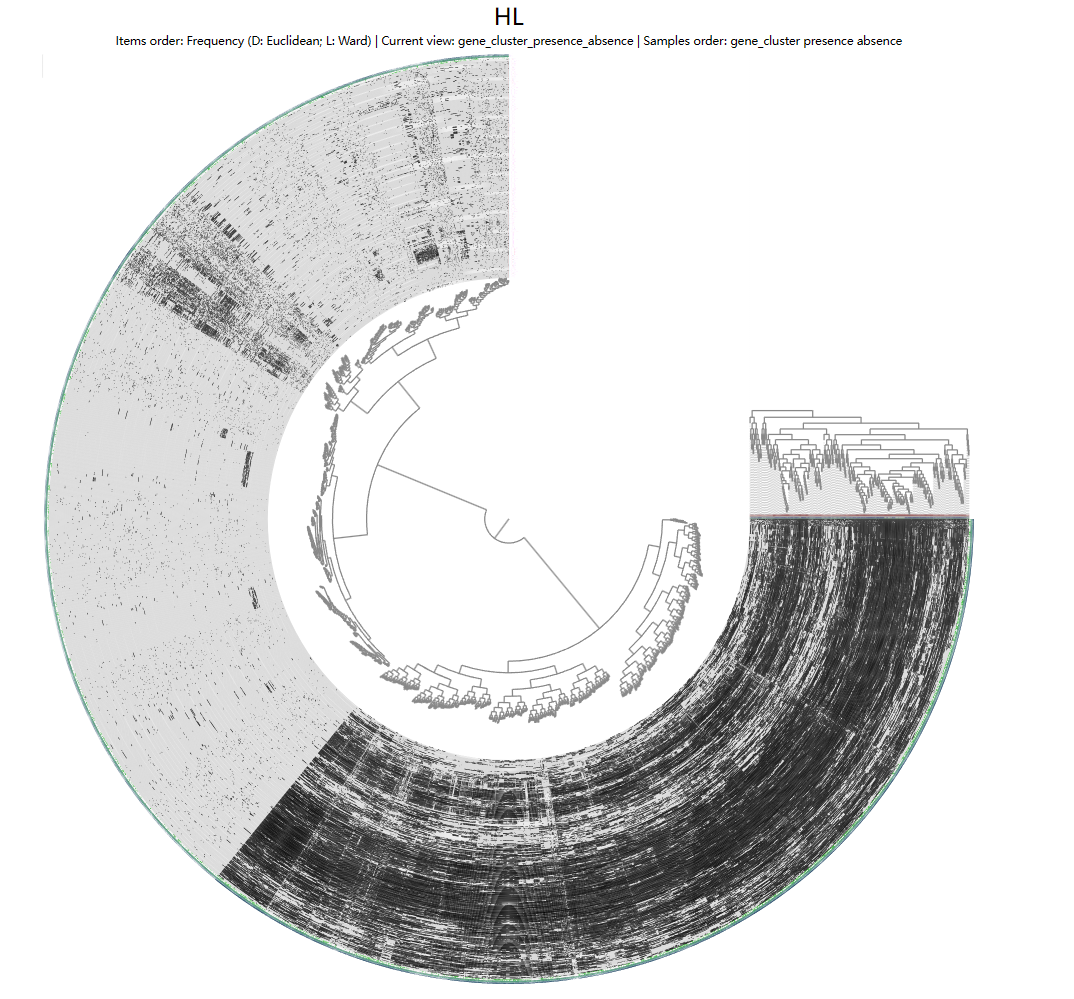 HL
Items order: Frequency (D: Euclidean; L: Ward) | Current view: gene_cluster_presence_absence | Samples order: gene_cluster presence absence